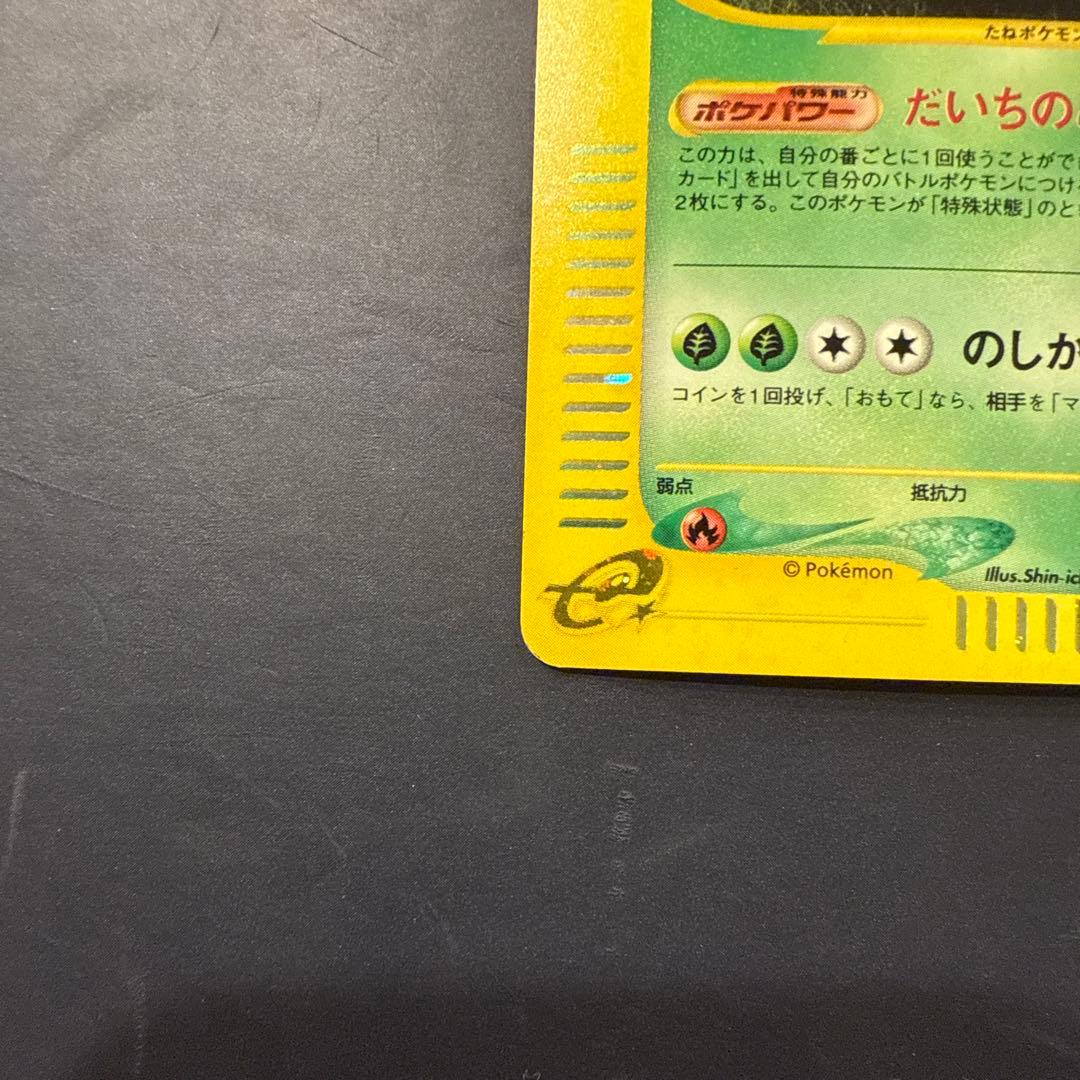 たねポケモン
特殊能力
ポケパワー だいちの
この力は、自分の番ごとに1回使うことがで
カード」を出して自分のバトルポケモンにつけ
2枚にする。このポケモンが「特殊状態」のと
のしか
コインを1回投げ、「おもて」なら、相手を「マ
弱点 抵抗力
© Pokémon
Illus.Shin-ic
e